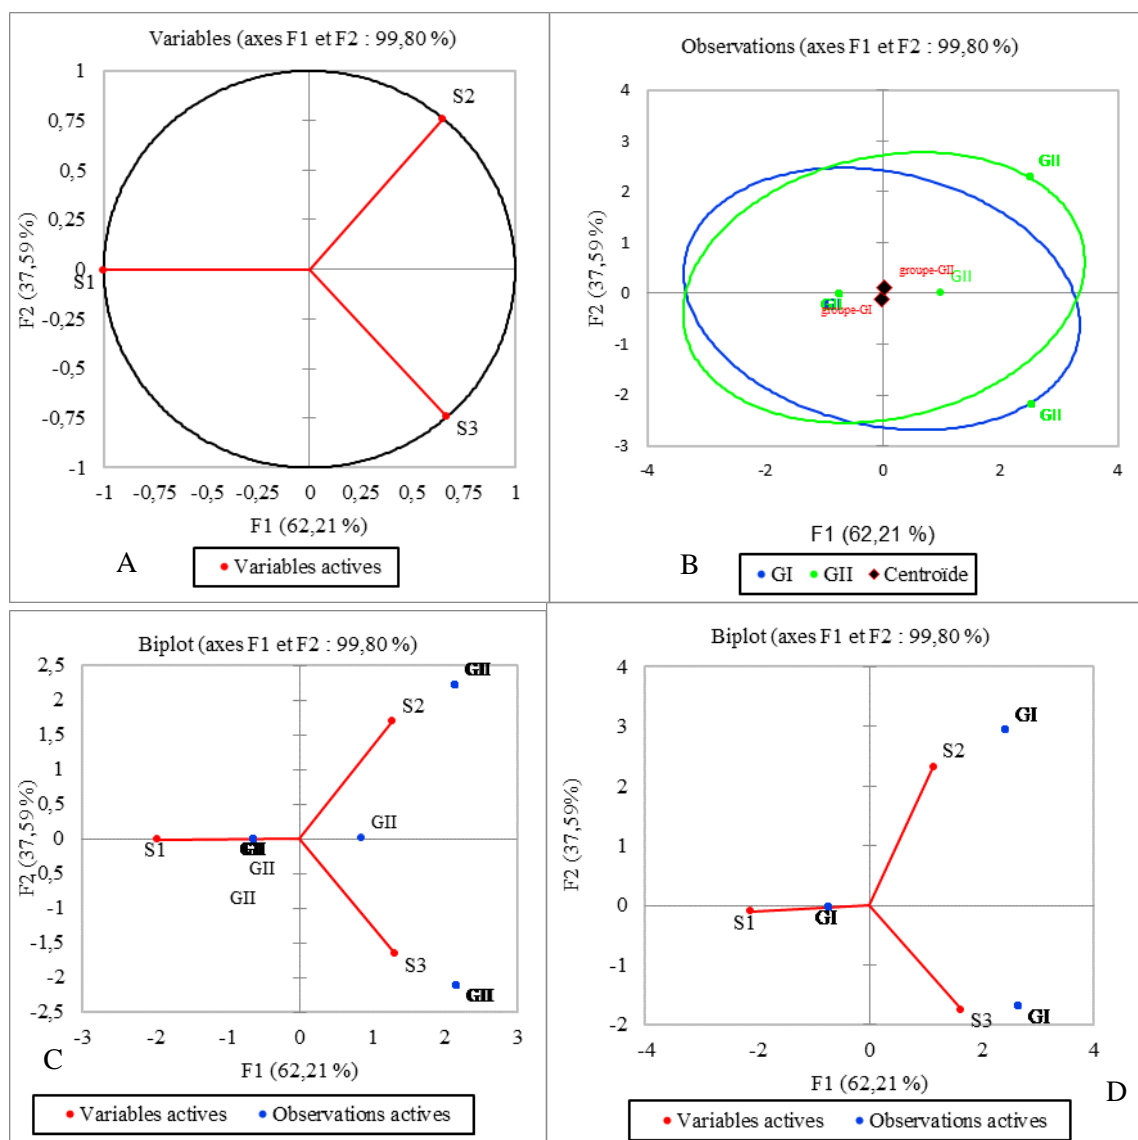 Variables (axes F1 et F2 : 99,80 %)
1
0,75
0,5
0,25
0
-0,25
-0,5
-0,75
-1
F2 (37,59 %)
S2
S1
S3
-1 -0,75 -0,5 -0,25 0 0,25 0,5 0,75 1
F1 (62,21 %)
A
Variables actives
Observations (axes F1 et F2 : 99,80 %)
4
3
2
1
0
-1
-2
-3
F2 (37,59 %)
GII
groupe-GII
GII
groupe-GI
GII
-4 -2 0 2 4
F1 (62,21 %)
B
GI GII Centroïde
Biplot (axes F1 et F2 : 99,80 %)
2,5
2
1,5
1
0,5
0
-0,5
-1
-1,5
-2
-2,5
F2 (37,59 %)
GII
S2
GII
S1
GII
GII
GII
S3
GII
-3 -2 -1 0 1 2 3
C
F1 (62,21 %)
Variables actives Observations actives
Biplot (axes F1 et F2 : 99,80 %)
4
3
2
1
0
-1
-2
F2 (37,59%)
GI
S2
S1
GI
S3
GI
-4 -2 0 2 4
F1 (62,21 %)
D
Variables actives Observations actives